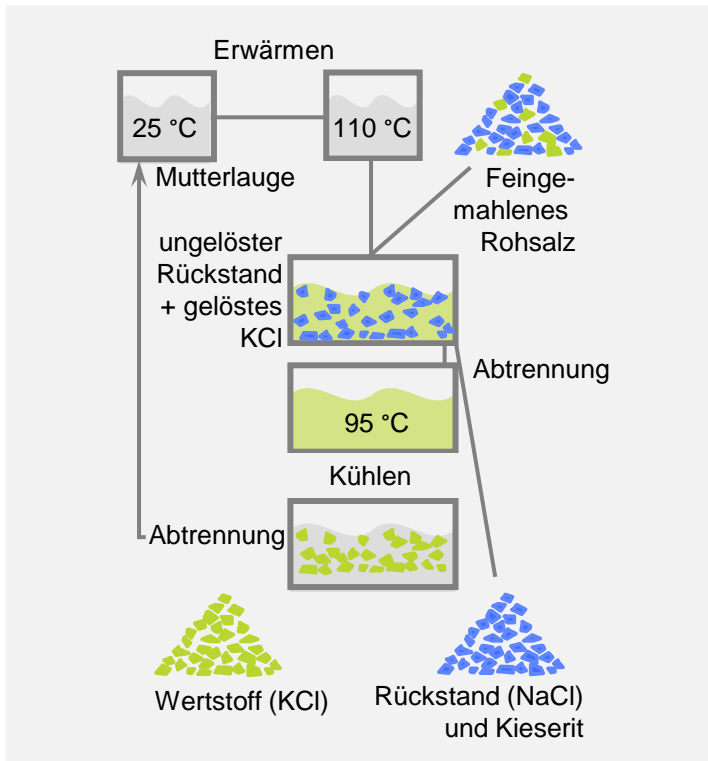 Erwärmen
25 °C
110 °C
Mutterlauge
Feinge-
mahlenes
Rohsalz
ungelöster
Rückstand
+ gelöstes
KCl
Abtrennung
95 °C
Kühlen
Abtrennung
Wertstoff (KCl)
Rückstand (NaCl)
und Kieserit